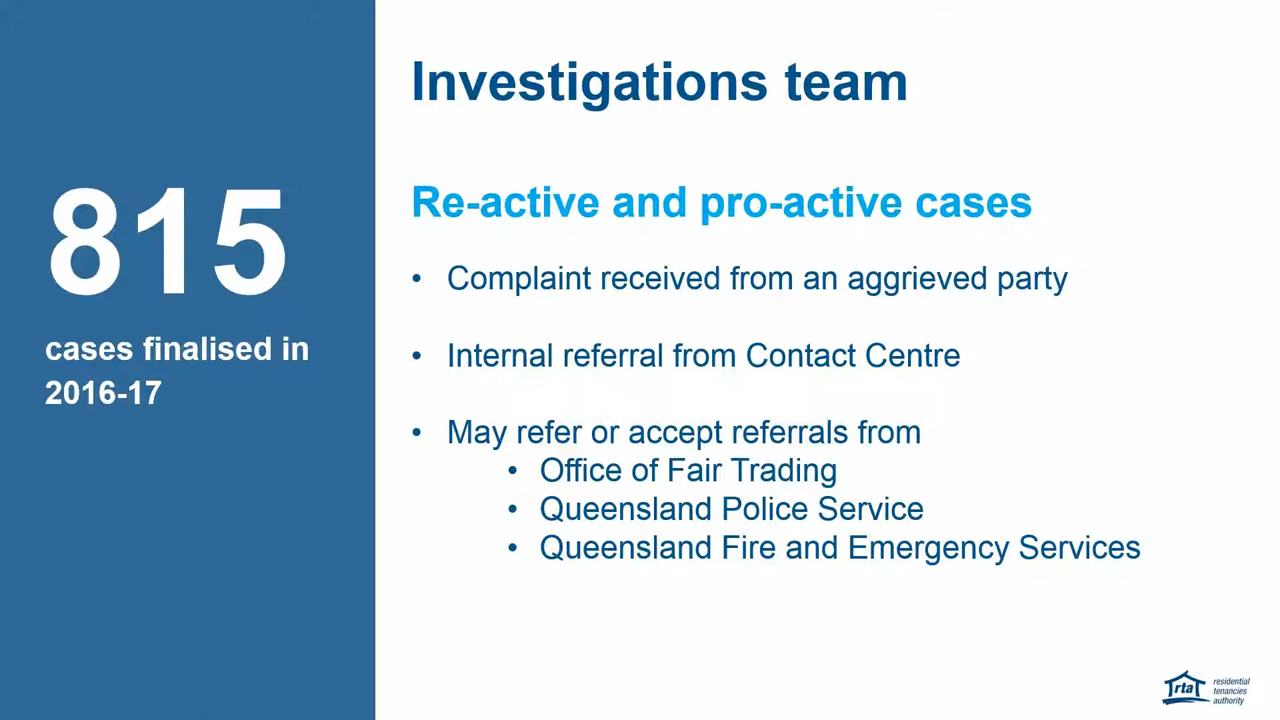 815
cases finalised in
2016-17
Investigations team
Re-active and pro-active cases
• Complaint received from an aggrieved party
• Internal referral from Contact Centre
• May refer or accept referrals from
• Office of Fair Trading
• Queensland Police Service
• Queensland Fire and Emergency Services
rta
residential
tenancies
authority